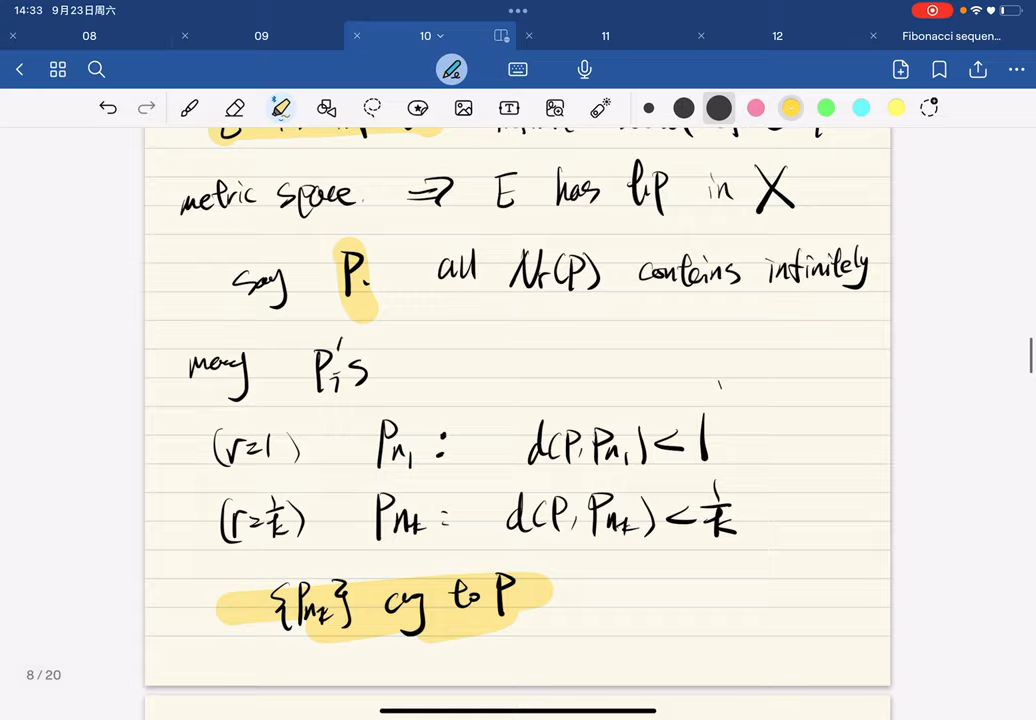 14:33 9月23日周六
08 09 10 11 12 Fibonacci sequen...
metric space. ⇒ E has lip in X
say P. all Nr(P) contains infinitely
many Pi's
(r=1) Pn₁ : d(P, Pn₁) < 1
(r=1/k) Pnk : d(P, Pnk) < 1/k
{Pnk} cvg to P
8 / 20